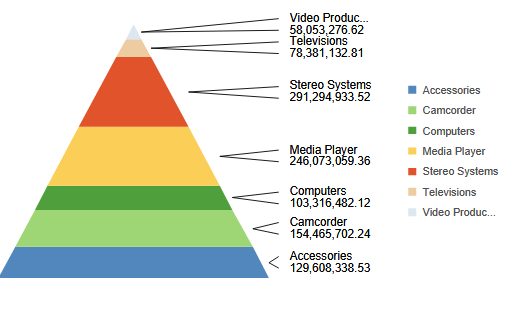 Video Produc...
58,053,276.62
Televisions
78,381,132.81
Stereo Systems
291,294,933.52
Media Player
246,073,059.36
Computers
103,316,482.12
Camcorder
154,465,702.24
Accessories
129,608,338.53
Accessories
Camcorder
Computers
Media Player
Stereo Systems
Televisions
Video Produc...